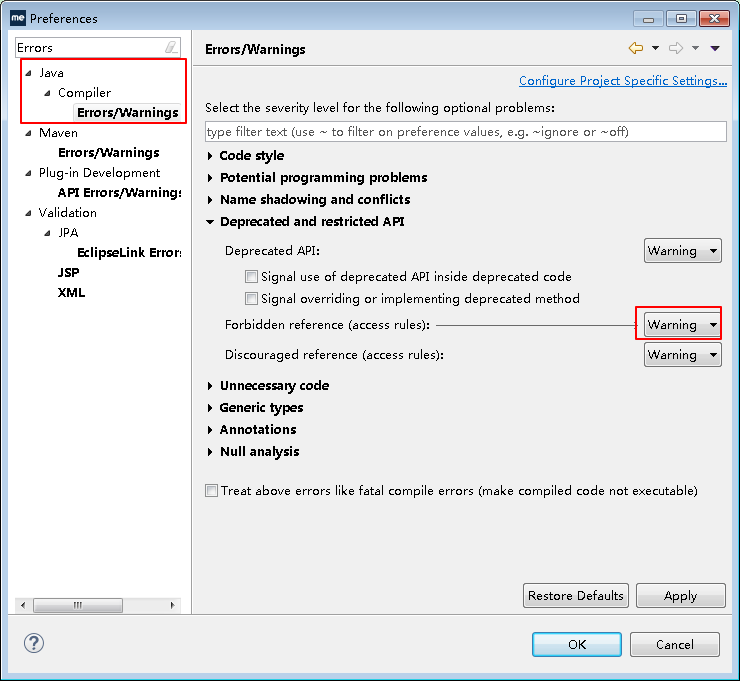 me Preferences
Errors
Java
Compiler
Errors/Warnings
Maven
Errors/Warnings
Plug-in Development
API Errors/Warnings
Validation
JPA
EclipseLink Errors
JSP
XML
Errors/Warnings
Configure Project Specific Settings...
Select the severity level for the following optional problems:
type filter text (use ~ to filter on preference values, e.g. ~ignore or ~off)
Code style
Potential programming problems
Name shadowing and conflicts
Deprecated and restricted API
Deprecated API: Warning
Signal use of deprecated API inside deprecated code
Signal overriding or implementing deprecated method
Forbidden reference (access rules): Warning
Discouraged reference (access rules): Warning
Unnecessary code
Generic types
Annotations
Null analysis
Treat above errors like fatal compile errors (make compiled code not executable)
Restore Defaults Apply
? OK Cancel